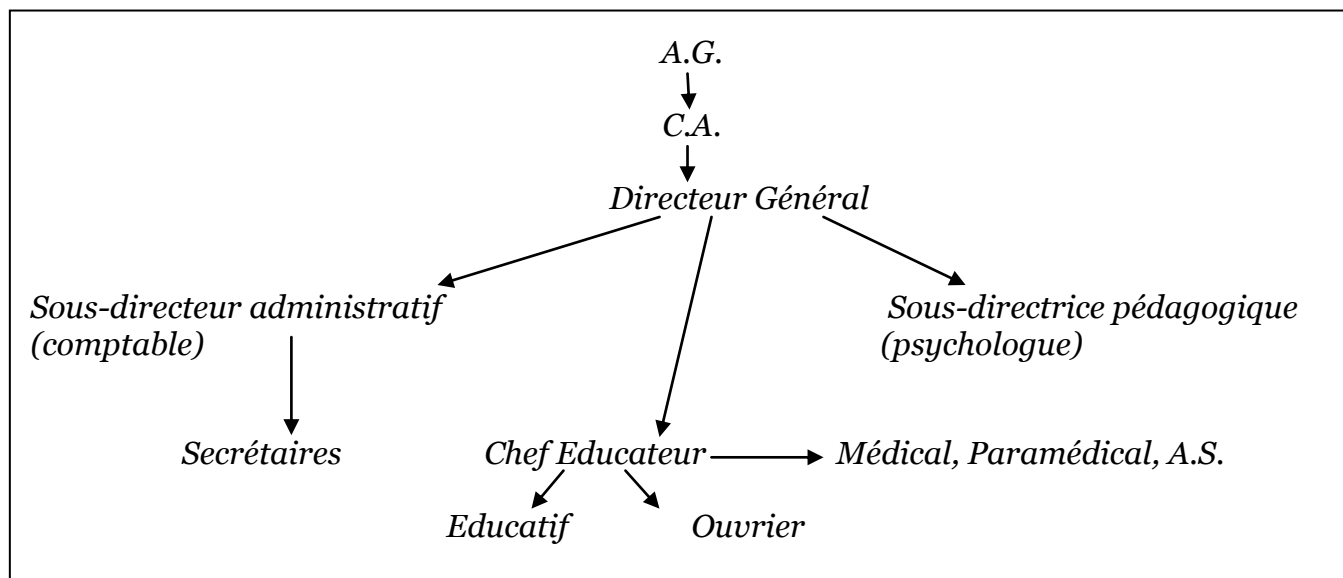 A.G.
C.A.
Directeur Général
Sous-directeur administratif
(comptable)
Sous-directrice pédagogique
(psychologue)
Secrétaires
Chef Educateur
Médical, Paramédical, A.S.
Educatif
Ouvrier